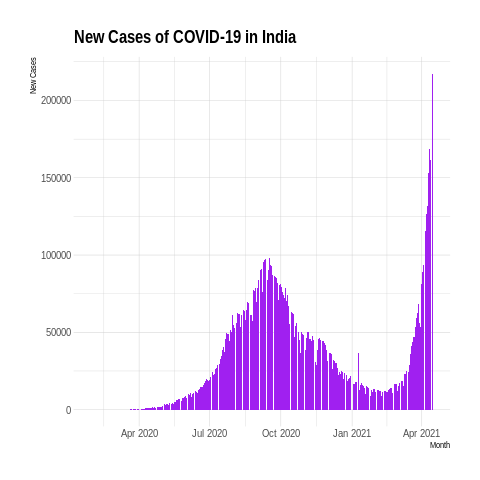 New Cases of COVID-19 in India
New Cases
200000
150000
100000
50000
0
Apr 2020 Jul 2020 Oct 2020 Jan 2021 Apr 2021
Month